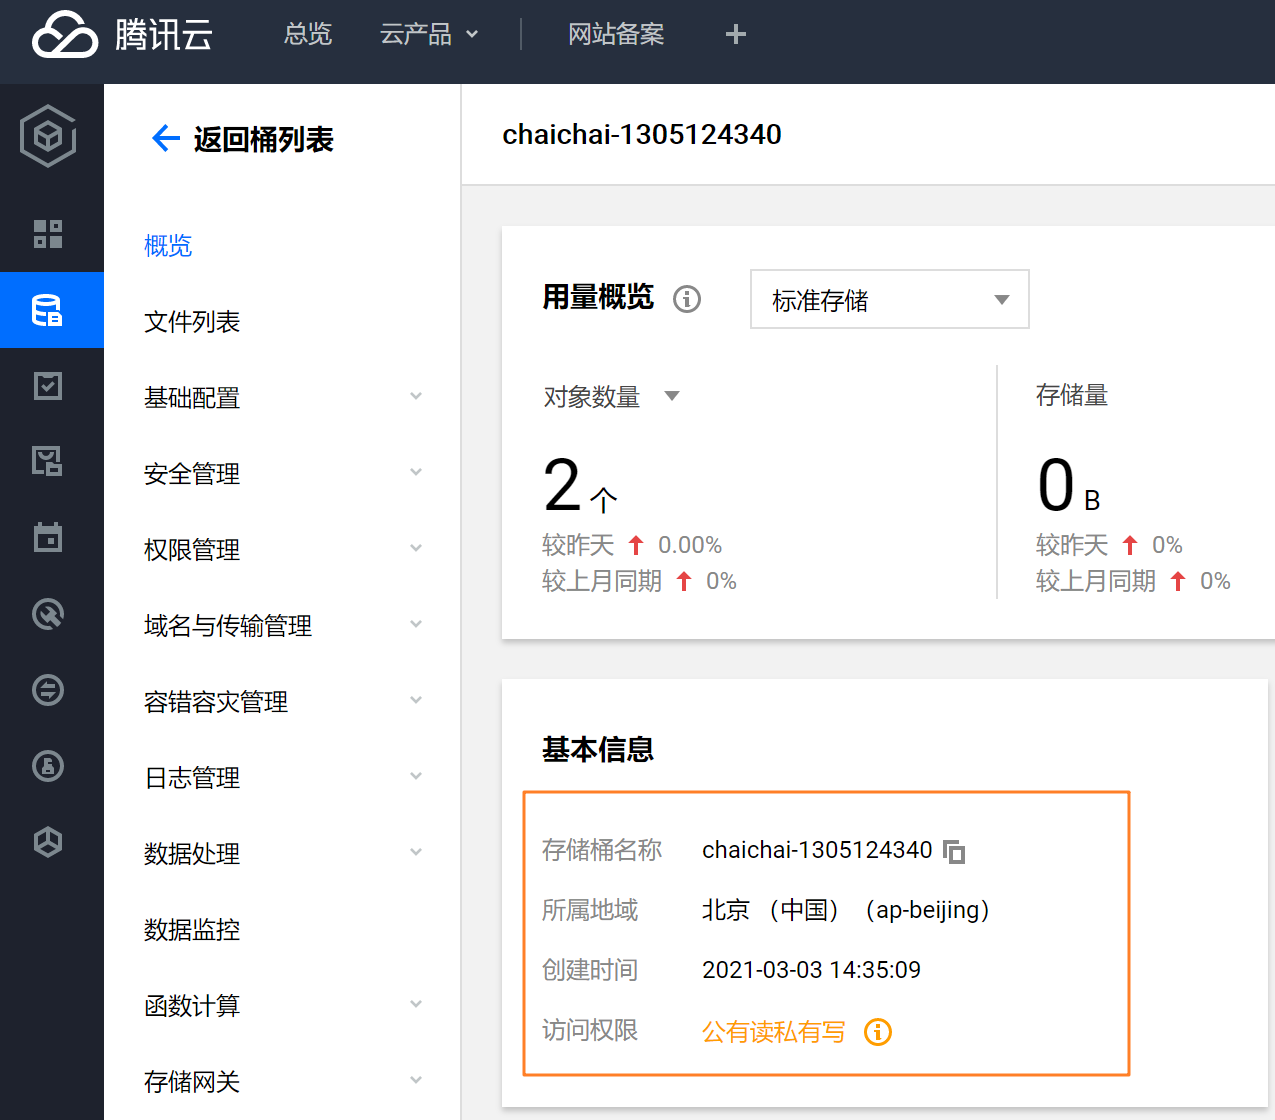 腾讯云
总览
云产品
网站备案
返回桶列表
chaichai-1305124340
概览
文件列表
基础配置
安全管理
权限管理
域名与传输管理
容错容灾管理
日志管理
数据处理
数据监控
函数计算
存储网关
用量概览
标准存储
对象数量
2 个
较昨天 0.00%
较上月同期 0%
存储量
0 B
较昨天 0%
较上月同期 0%
基本信息
存储桶名称 chaichai-1305124340
所属地域 北京 （中国）（ap-beijing）
创建时间 2021-03-03 14:35:09
访问权限 公有读私有写